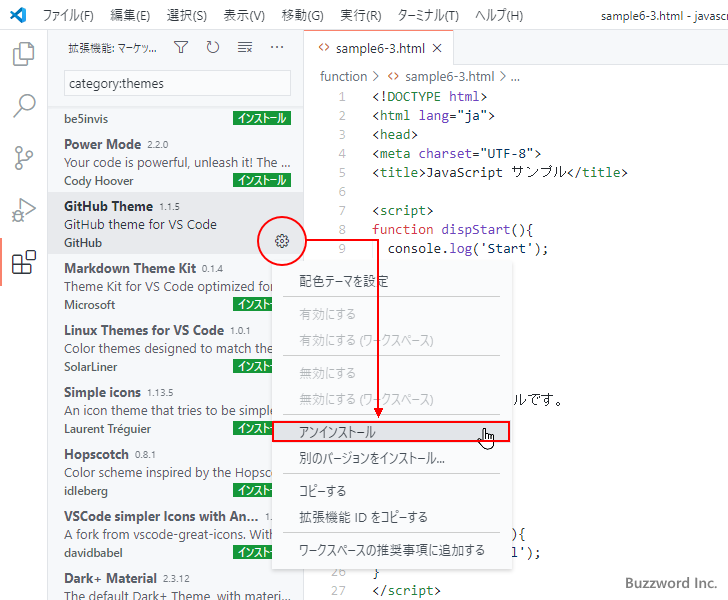 ファイル(F) 編集(E) 選択(S) 表示(V) 移動(G) 実行(R) ターミナル(T) ヘルプ(H) sample6-3.html - javasc
拡張機能: マーケッ...
category:themes
be5invis
インストール
Power Mode 2.2.0
Your code is powerful, unleash it! The ...
Cody Hoover
インストール
GitHub Theme 1.1.5
GitHub theme for VS Code
GitHub
Markdown Theme Kit 0.1.4
Theme Kit for VS Code optimized for
Microsoft
インスト
Linux Themes for VS Code 1.0.1
Color themes designed to match the
SolarLiner
インスト
Simple icons 1.13.5
An icon theme that tries to be simple
Laurent Tréguier
インスト
Hopscotch 0.8.1
Color scheme inspired by the Hopsc
idleberg
インスト
VSCode simpler Icons with An... 1.
A fork from vscode-great-icons. With
davidbabel
インスト
Dark+ Material 2.3.12
The default Dark+ Theme, with materi...
sample6-3.html
function > sample6-3.html > ...
1 <!DOCTYPE html>
2 <html lang="ja">
3 <head>
4 <meta charset="UTF-8">
5 <title>JavaScript サンプル</title>
6
7 <script>
8 function dispStart(){
9 console.log('Start');
配色テーマを設定
有効にする
有効にする (ワークスペース)
無効にする
無効にする (ワークスペース)
ルです。
アンインストール
別のバージョンをインストール...
コピーする
拡張機能 ID をコピーする
){
ワークスペースの推奨事項に追加する
l');
26 }
27 </script>
Buzzword Inc.